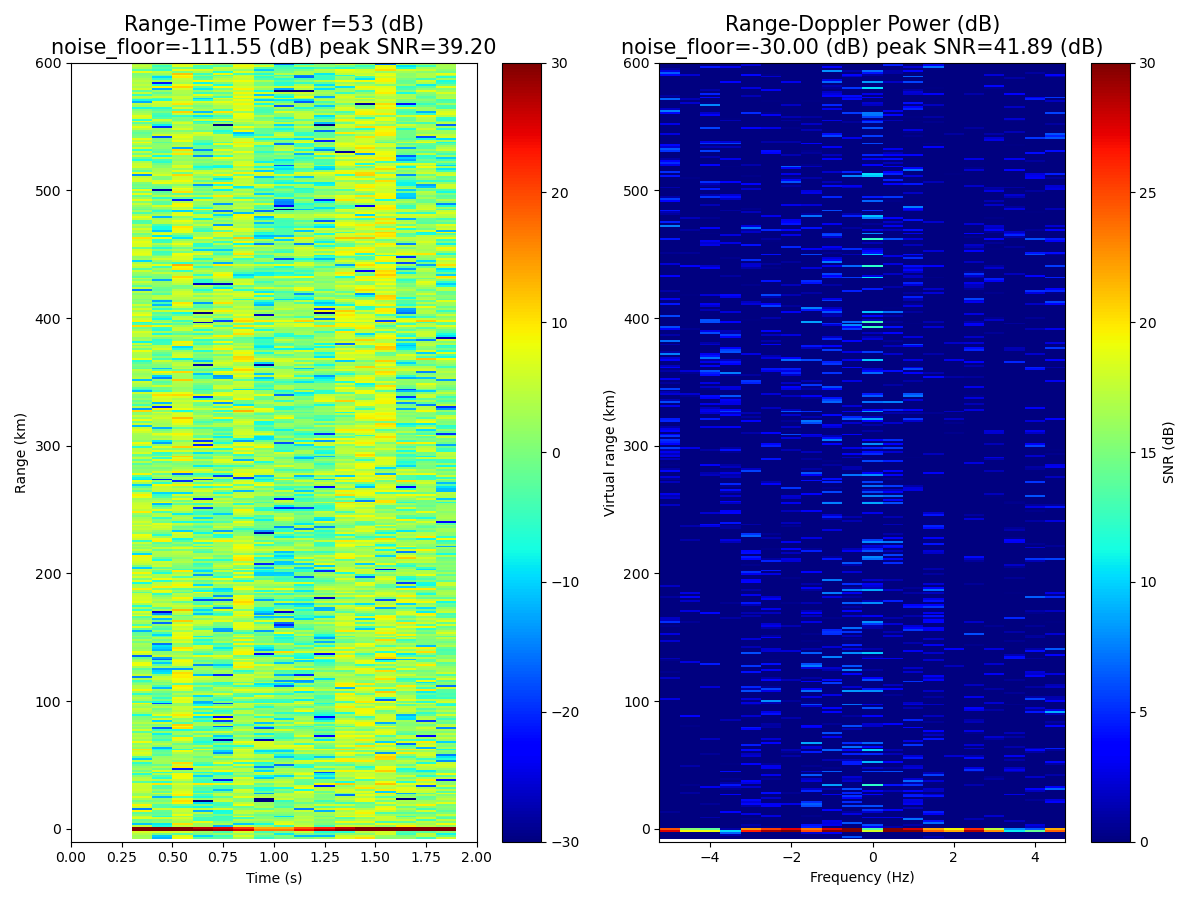 Range-Time Power f=53 (dB)
noise_floor=-111.55 (dB) peak SNR=39.20
600
500
400
300
200
100
0
Range (km)
0.00 0.25 0.50 0.75 1.00 1.25 1.50 1.75 2.00
Time (s)
30
20
10
0
−10
−20
−30
Range-Doppler Power (dB)
noise_floor=-30.00 (dB) peak SNR=41.89 (dB)
600
500
400
300
200
100
0
Virtual range (km)
−4 −2 0 2 4
Frequency (Hz)
30
25
20
15
10
5
0
SNR (dB)